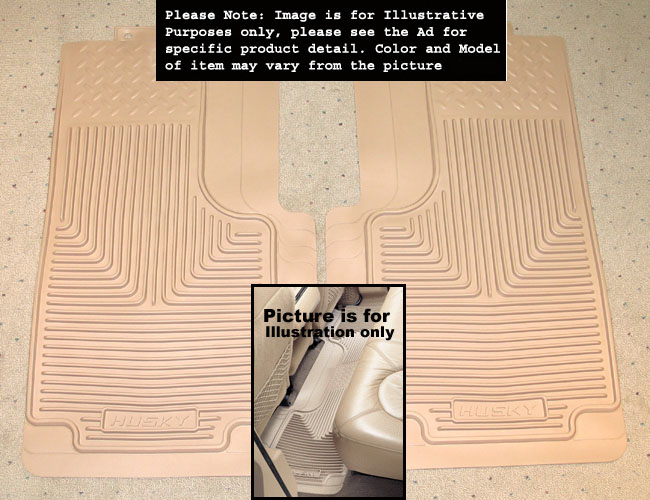 Please Note: Image is for Illustrative
Purposes only, please see the Ad for
specific product detail. Color and Model
of item may vary from the picture
Picture is for
Illustration only
HUSKY
HUSKY